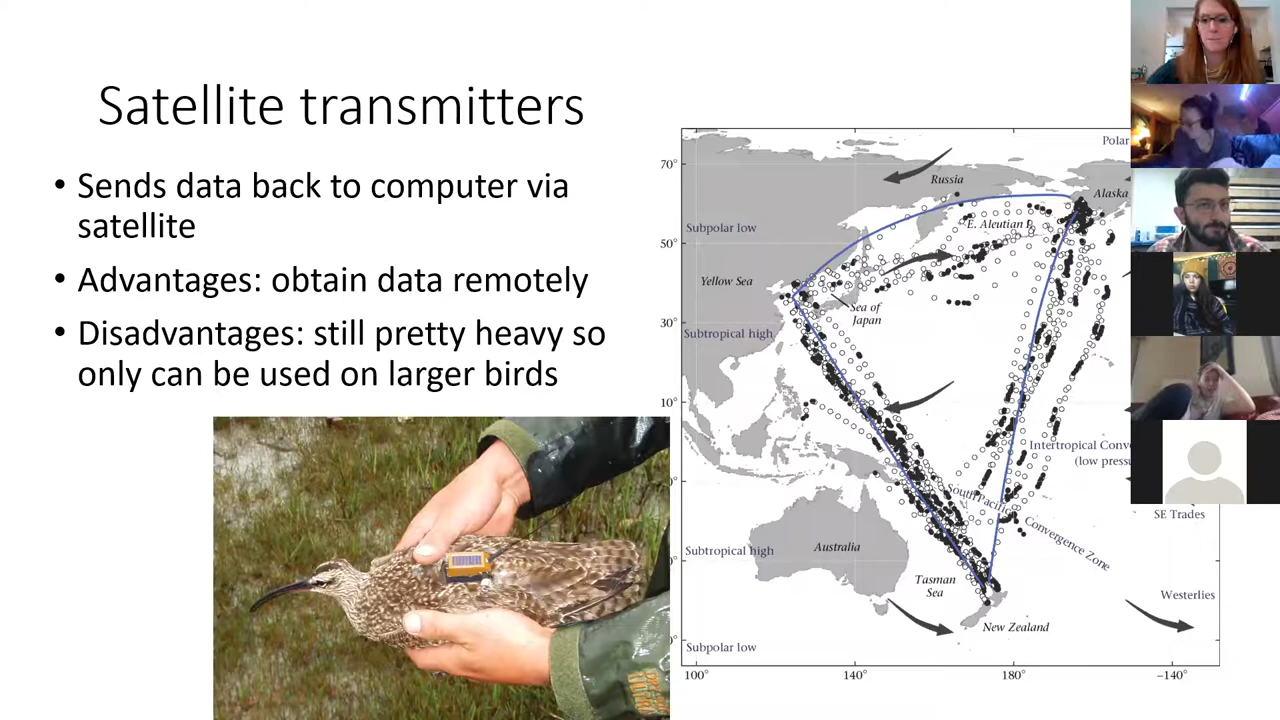 Satellite transmitters
• Sends data back to computer via
satellite
• Advantages: obtain data remotely
• Disadvantages: still pretty heavy so
only can be used on larger birds
Polar
70°
Russia
Alaska
Subpolar low
E. Aleutian I.
50°
Yellow Sea
Sea of
Japan
30°
Subtropical high
10°
Intertropical Conv
(low pressu
0°
South Pacific Convergence Zone
SE Trades
Subtropical high
Australia
Tasman
Sea
Westerlies
New Zealand
Subpolar low
100°
140°
180°
−140°